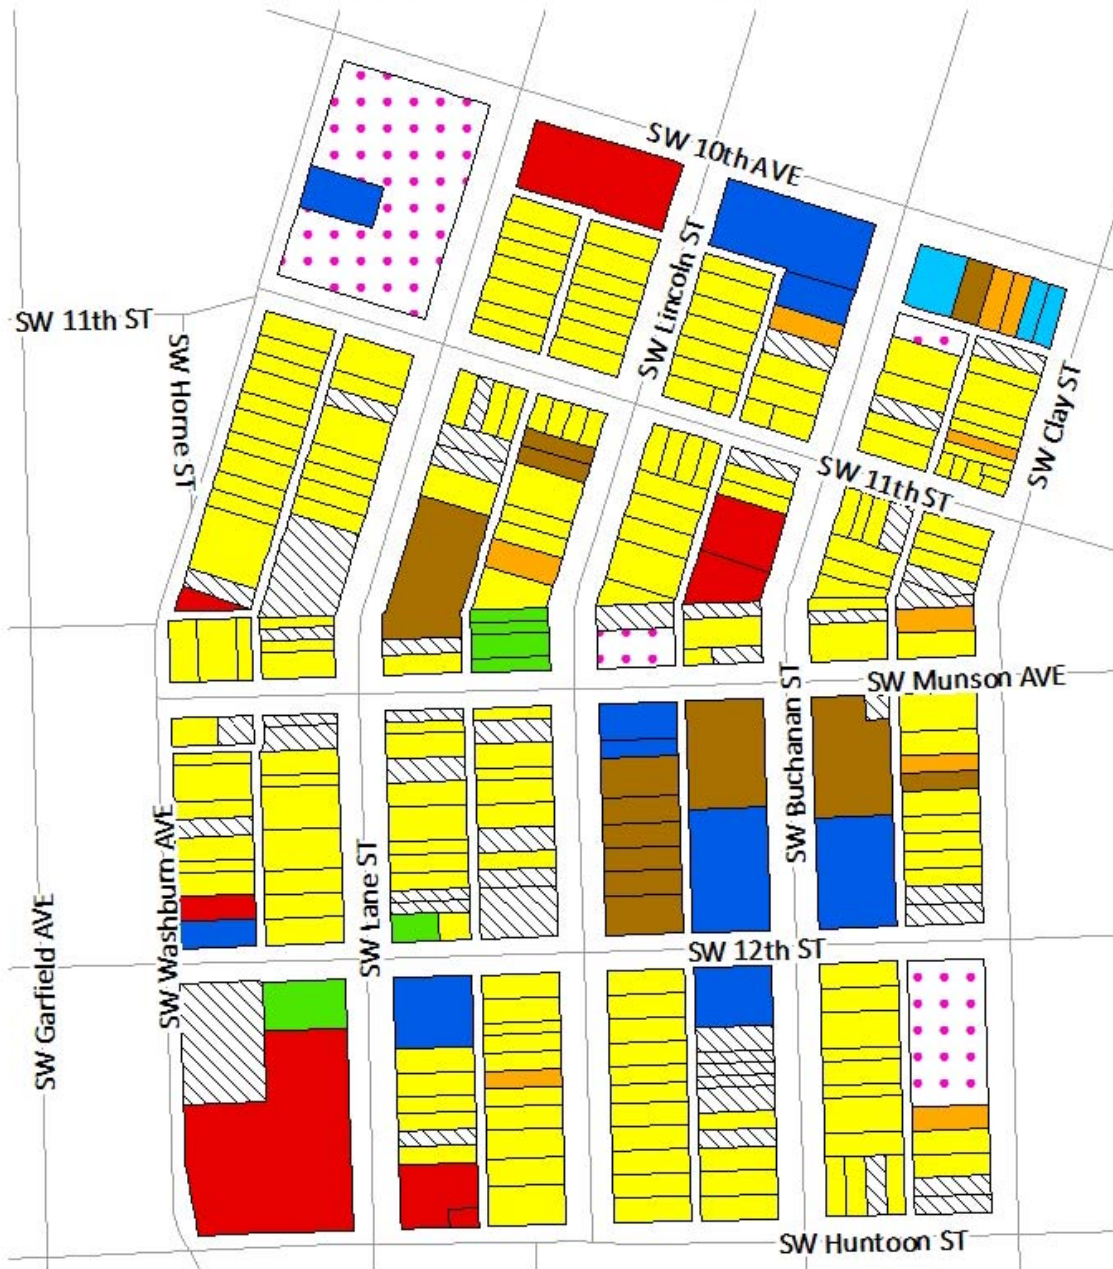 SW 10th AVE
SW 11th ST
SW Horne ST
SW Lincoln ST
SW Clay ST
SW 11th ST
SW Munson AVE
SW Buchanan ST
SW Washburn AVE
SW Lane ST
SW Garfield AVE
SW 12th ST
SW Huntoon ST